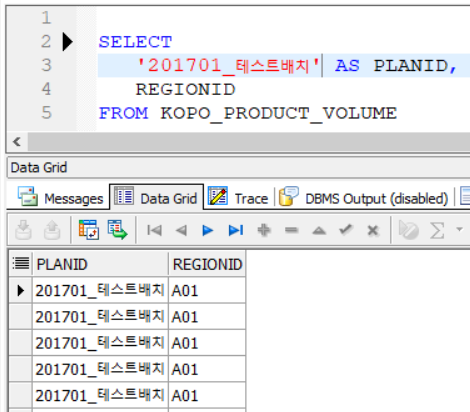 1
2 SELECT
3 '201701_테스트배치' AS PLANID,
4 REGIONID
5 FROM KOPO_PRODUCT_VOLUME
Data Grid
Messages Data Grid Trace DBMS Output (disabled)
PLANID REGIONID
201701_테스트배치 A01
201701_테스트배치 A01
201701_테스트배치 A01
201701_테스트배치 A01
201701_테스트배치 A01